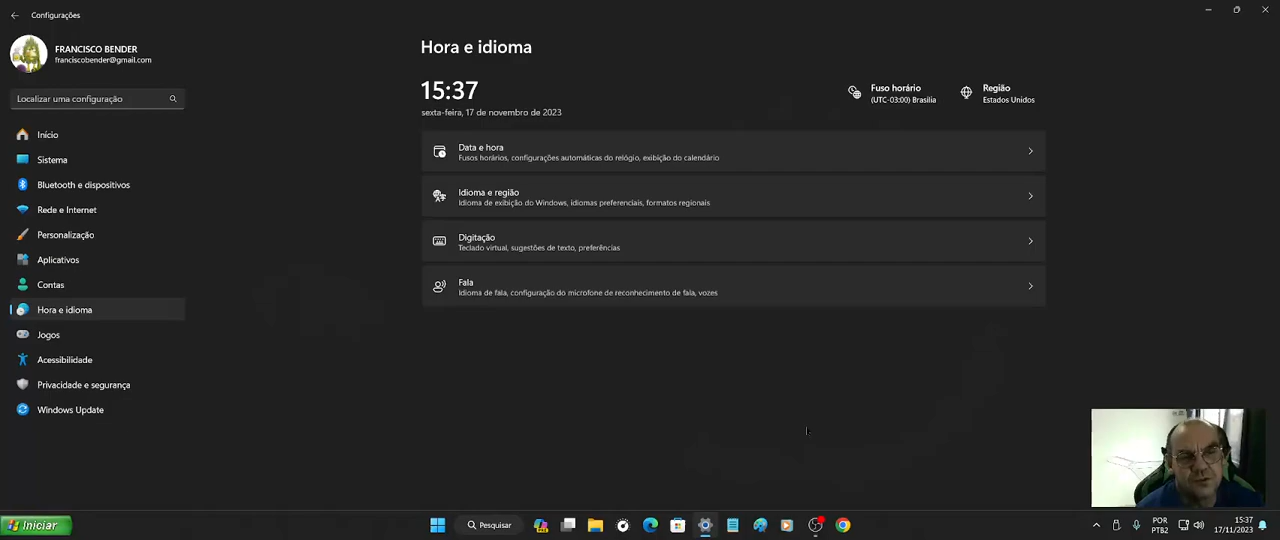 Configurações
FRANCISCO BENDER
franciscobender@gmail.com
Localizar uma configuração
Início
Sistema
Bluetooth e dispositivos
Rede e Internet
Personalização
Aplicativos
Contas
Hora e idioma
Jogos
Acessibilidade
Privacidade e segurança
Windows Update
Hora e idioma
15:37
sexta-feira, 17 de novembro de 2023
Fuso horário
(UTC-03:00) Brasília
Região
Estados Unidos
Data e hora
Fusos horários, configurações automáticas do relógio, exibição do calendário
Idioma e região
Idioma de exibição do Windows, idiomas preferenciais, formatos regionais
Digitação
Teclado virtual, sugestões de texto, preferências
Fala
Idioma de fala, configuração do microfone de reconhecimento de fala, vozes
Iniciar
Pesquisar
POR
PTB2
15:37
17/11/2023